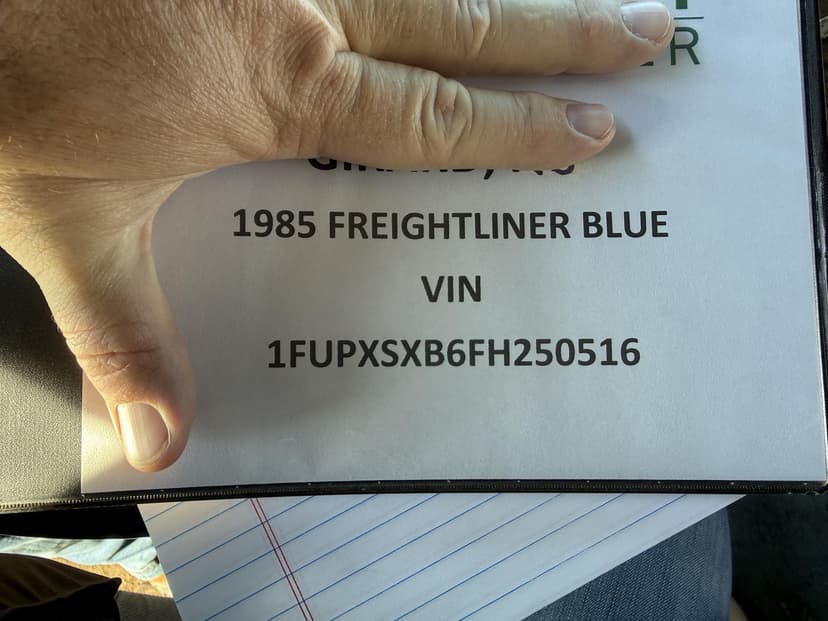 R
1985 FREIGHTLINER BLUE
VIN
1FUPXSXB6FH250516